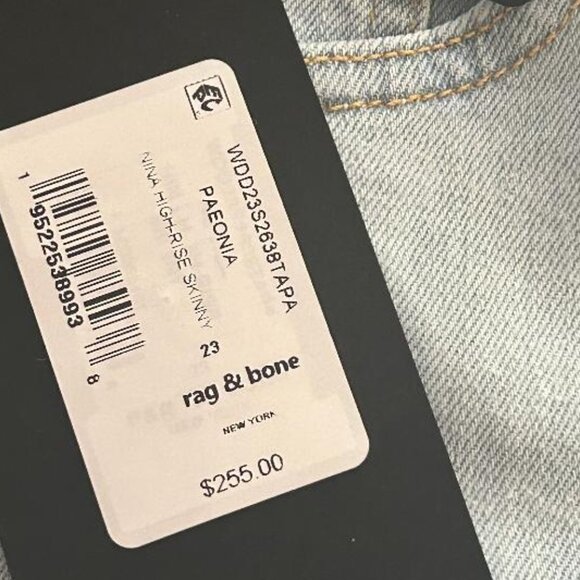 WDD23S2638TAPA
PAEONIA
NINA HIGH-RISE SKINNY
23
1 95225 38993 8
rag & bone
NEW YORK
$255.00